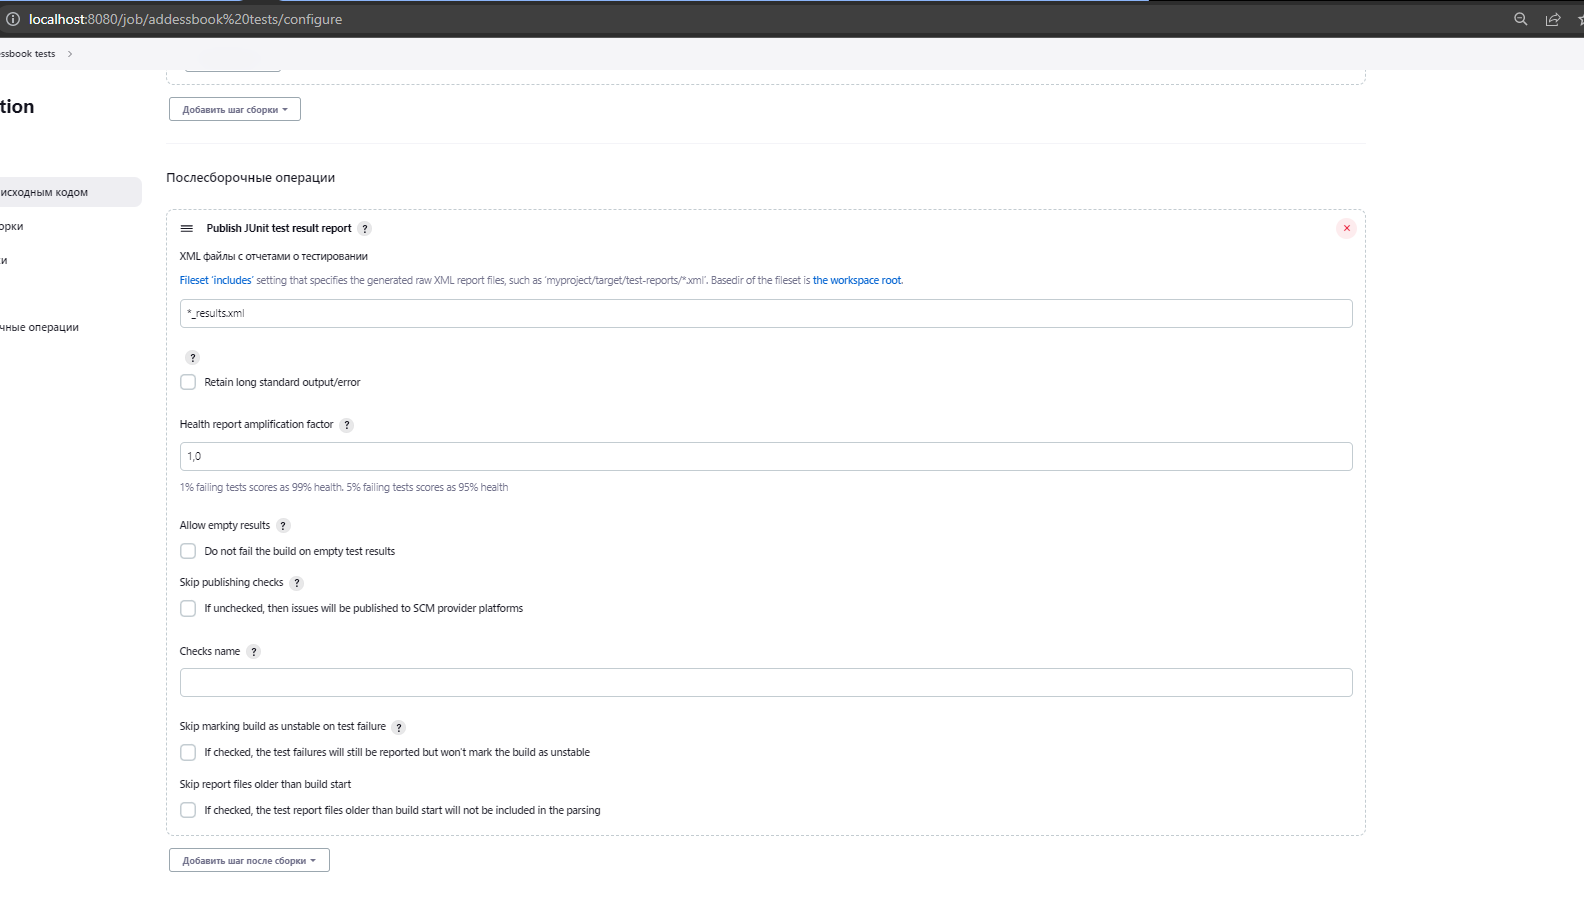 localhost:8080/job/addessbook%20tests/configure
ssbook tests
tion
Добавить шаг сборки
исходным кодом
Послесборочные операции
орки
Publish JUnit test result report ?
и
XML файлы с отчетами о тестировании
Fileset 'includes' setting that specifies the generated raw XML report files, such as 'myproject/target/test-reports/*.xml'. Basedir of the fileset is the workspace root.
*_results.xml
чные операции
?
Retain long standard output/error
Health report amplification factor ?
1,0
1% failing tests scores as 99% health. 5% failing tests scores as 95% health
Allow empty results ?
Do not fail the build on empty test results
Skip publishing checks ?
If unchecked, then issues will be published to SCM provider platforms
Checks name ?
Skip marking build as unstable on test failure ?
If checked, the test failures will still be reported but won't mark the build as unstable
Skip report files older than build start
If checked, the test report files older than build start will not be included in the parsing
Добавить шаг после сборки